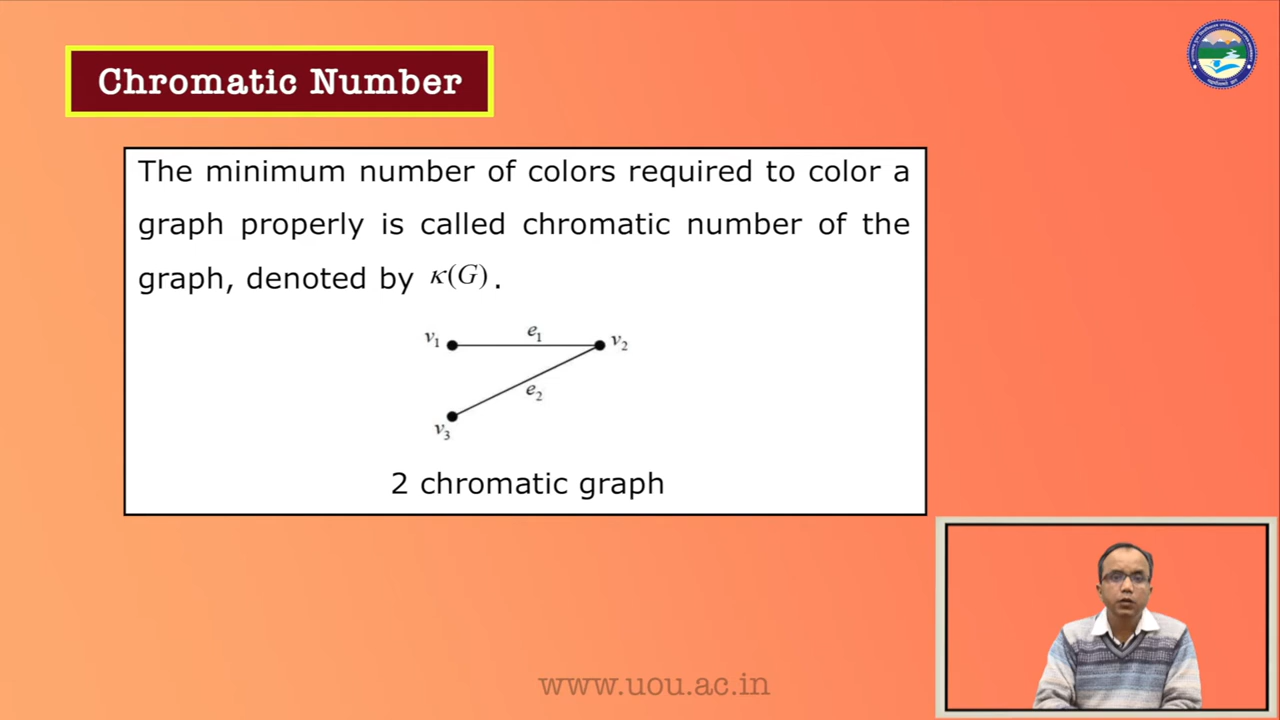 Chromatic Number
The minimum number of colors required to color a
graph properly is called chromatic number of the
graph, denoted by κ(G).
v₁ e₁ v₂
e₂
v₃
2 chromatic graph
www.uou.ac.in